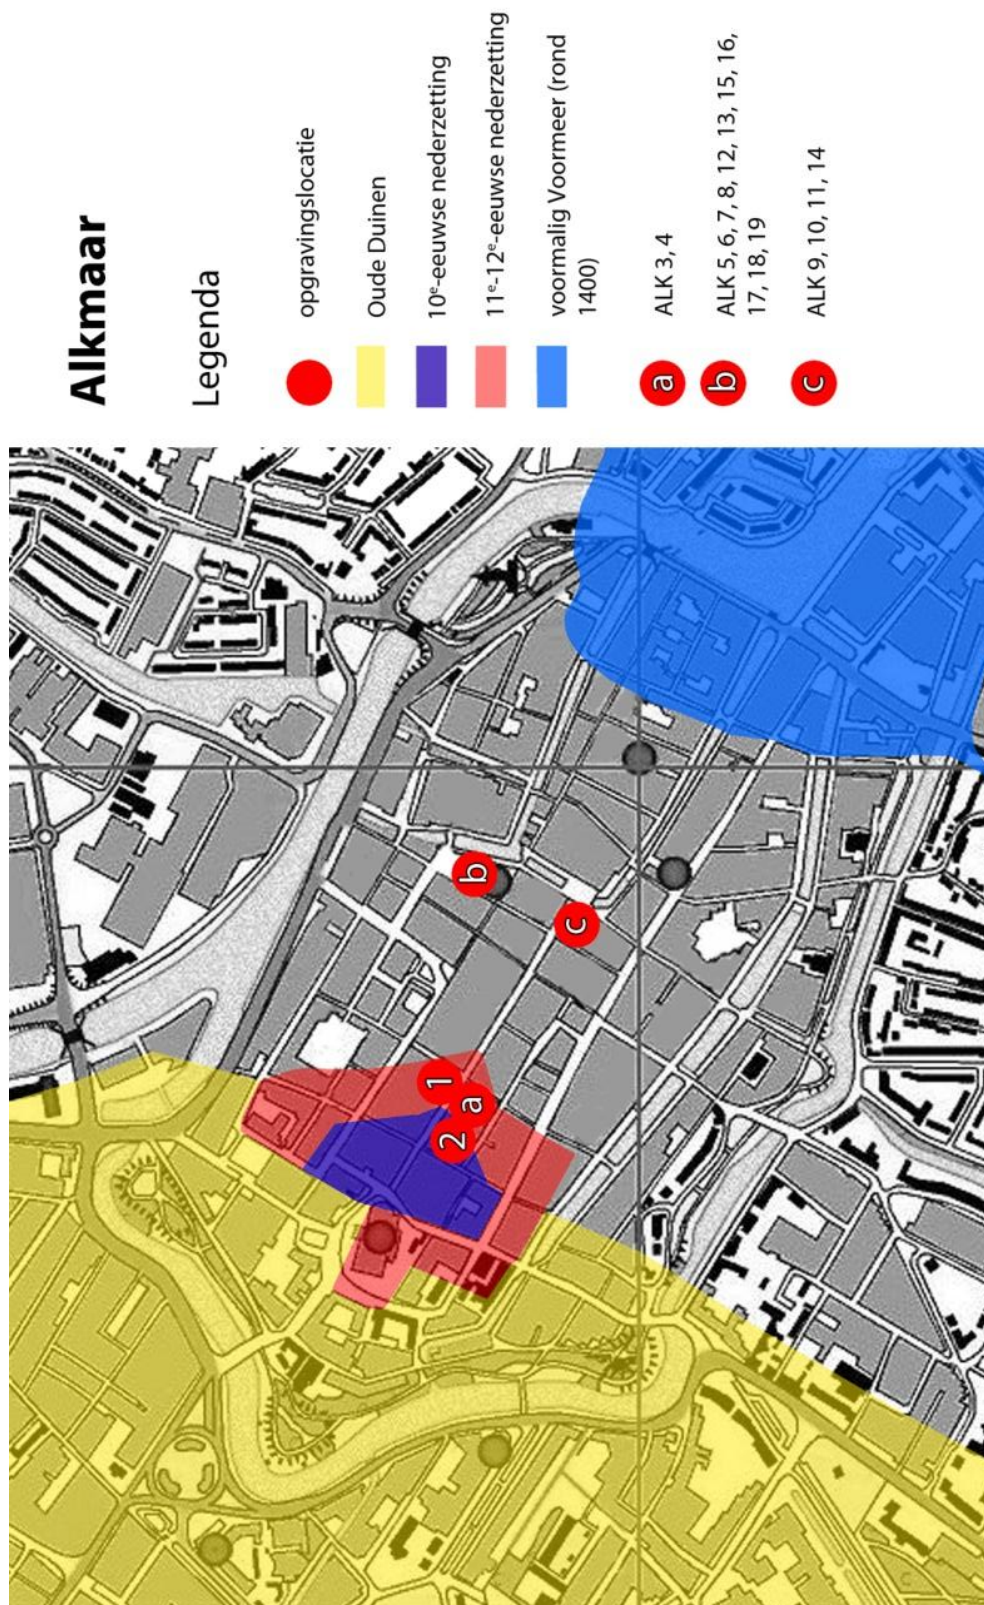 Alkmaar
Legenda
opgravingslocatie
Oude Duinen
10e-eeuwse nederzetting
11e-12e-eeuwse nederzetting
voormalig Voormeer (rond
1400)
a ALK 3, 4
b ALK 5, 6, 7, 8, 12, 13, 15, 16,
17, 18, 19
c ALK 9, 10, 11, 14
1
2
a
b
c